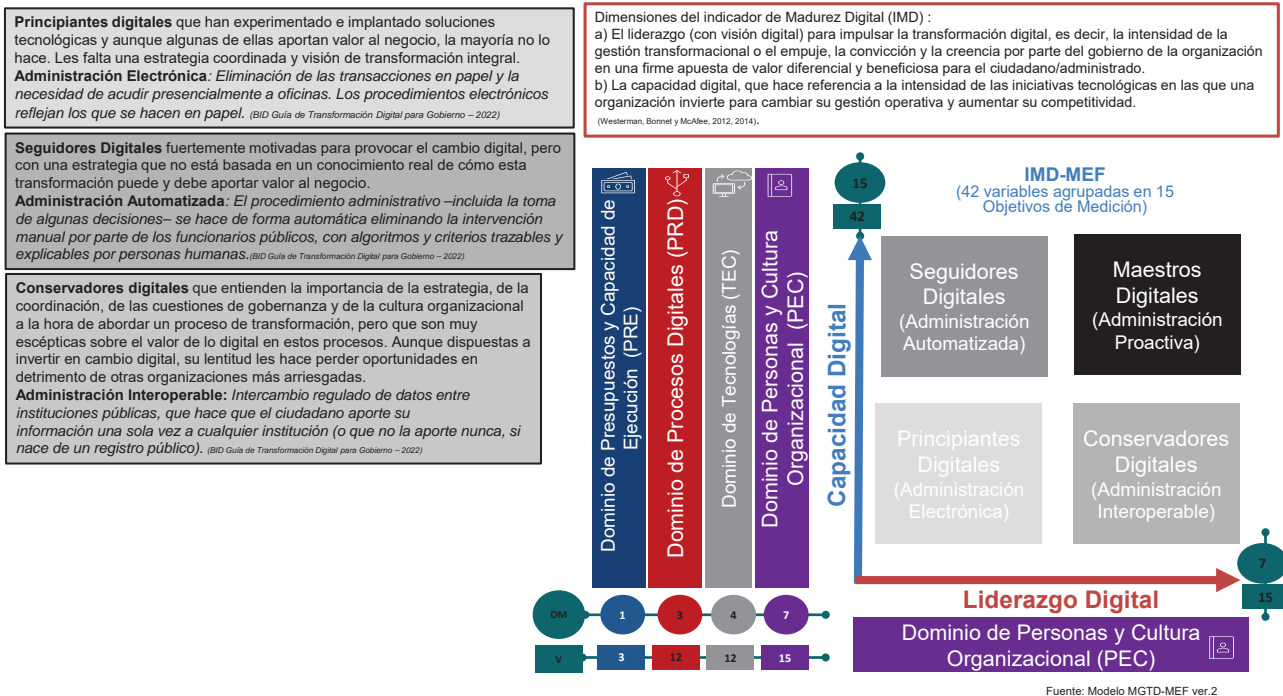 Principiantes digitales que han experimentado e implantado soluciones
tecnológicas y aunque algunas de ellas aportan valor al negocio, la mayoría no lo
hace. Les falta una estrategia coordinada y visión de transformación integral.
Administración Electrónica: Eliminación de las transacciones en papel y la
necesidad de acudir presencialmente a oficinas. Los procedimientos electrónicos
reflejan los que se hacen en papel. (BID Guía de Transformación Digital para Gobierno – 2022)
Seguidores Digitales fuertemente motivadas para provocar el cambio digital, pero
con una estrategia que no está basada en un conocimiento real de cómo esta
transformación puede y debe aportar valor al negocio.
Administración Automatizada: El procedimiento administrativo –incluida la toma
de algunas decisiones– se hace de forma automática eliminando la intervención
manual por parte de los funcionarios públicos, con algoritmos y criterios trazables y
explicables por personas humanas.(BID Guía de Transformación Digital para Gobierno – 2022)
Conservadores digitales que entienden la importancia de la estrategia, de la
coordinación, de las cuestiones de gobernanza y de la cultura organizacional
a la hora de abordar un proceso de transformación, pero que son muy
escépticas sobre el valor de lo digital en estos procesos. Aunque dispuestas a
invertir en cambio digital, su lentitud les hace perder oportunidades en
detrimento de otras organizaciones más arriesgadas.
Administración Interoperable: Intercambio regulado de datos entre
instituciones públicas, que hace que el ciudadano aporte su
información una sola vez a cualquier institución (o que no la aporte nunca, si
nace de un registro público). (BID Guía de Transformación Digital para Gobierno – 2022)
Dimensiones del indicador de Madurez Digital (IMD) :
a) El liderazgo (con visión digital) para impulsar la transformación digital, es decir, la intensidad de la
gestión transformacional o el empuje, la convicción y la creencia por parte del gobierno de la organización
en una firme apuesta de valor diferencial y beneficiosa para el ciudadano/administrado.
b) La capacidad digital, que hace referencia a la intensidad de las iniciativas tecnológicas en las que una
organización invierte para cambiar su gestión operativa y aumentar su competitividad.
(Westerman, Bonnet y McAfee, 2012, 2014).
Dominio de Presupuestos y Capacidad de
Ejecución (PRE)
Dominio de Procesos Digitales (PRD)
Dominio de Tecnologías (TEC)
Dominio de Personas y Cultura
Organizacional (PEC)
OM
1
3
4
7
V
3
12
12
15
15
42
IMD-MEF
(42 variables agrupadas en 15
Objetivos de Medición)
Capacidad Digital
Seguidores
Digitales
(Administración
Automatizada)
Maestros
Digitales
(Administración
Proactiva)
Principiantes
Digitales
(Administración
Electrónica)
Conservadores
Digitales
(Administración
Interoperable)
7
15
Liderazgo Digital
Dominio de Personas y Cultura
Organizacional (PEC)
Fuente: Modelo MGTD-MEF ver.2